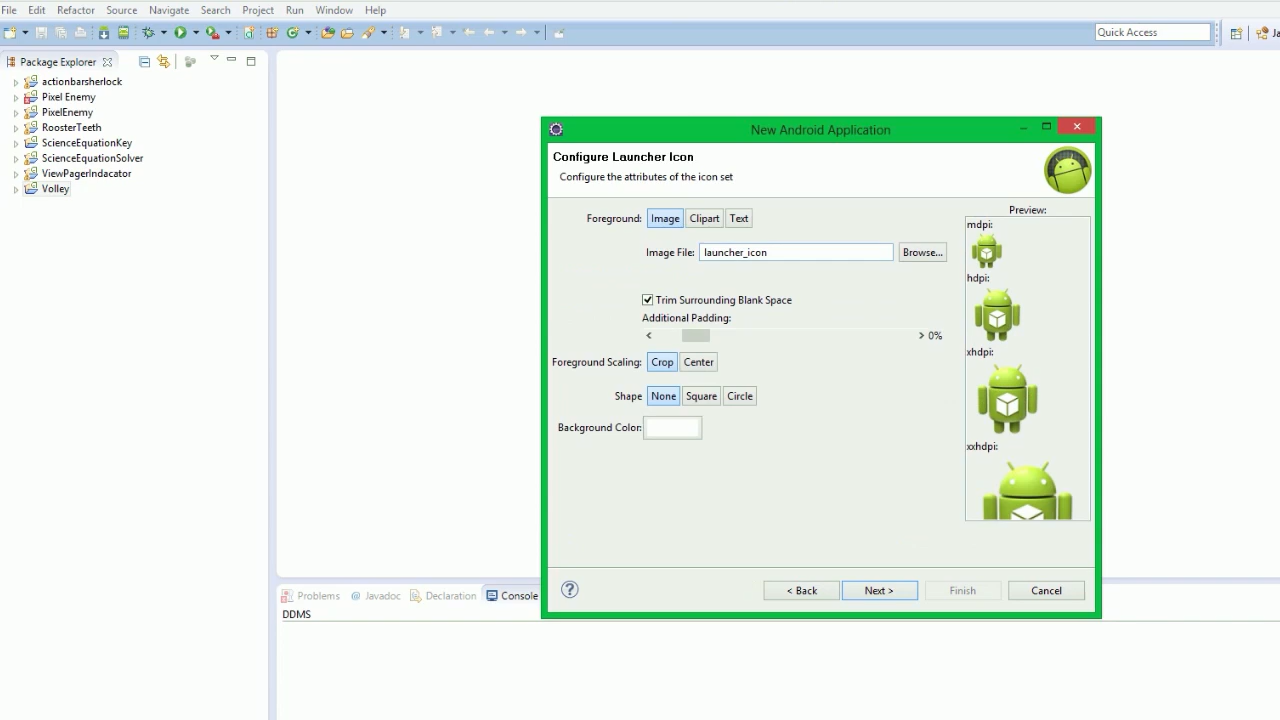 File Edit Refactor Source Navigate Search Project Run Window Help
Quick Access
Package Explorer
actionbarsherlock
Pixel Enemy
PixelEnemy
RoosterTeeth
ScienceEquationKey
ScienceEquationSolver
ViewPagerIndacator
Volley
New Android Application
Configure Launcher Icon
Configure the attributes of the icon set
Foreground: Image Clipart Text
Image File: launcher_icon Browse...
Trim Surrounding Blank Space
Additional Padding:
< > 0%
Foreground Scaling: Crop Center
Shape None Square Circle
Background Color:
Preview:
mdpi:
hdpi:
xhdpi:
xxhdpi:
? < Back Next > Finish Cancel
Problems @ Javadoc Declaration Console
DDMS